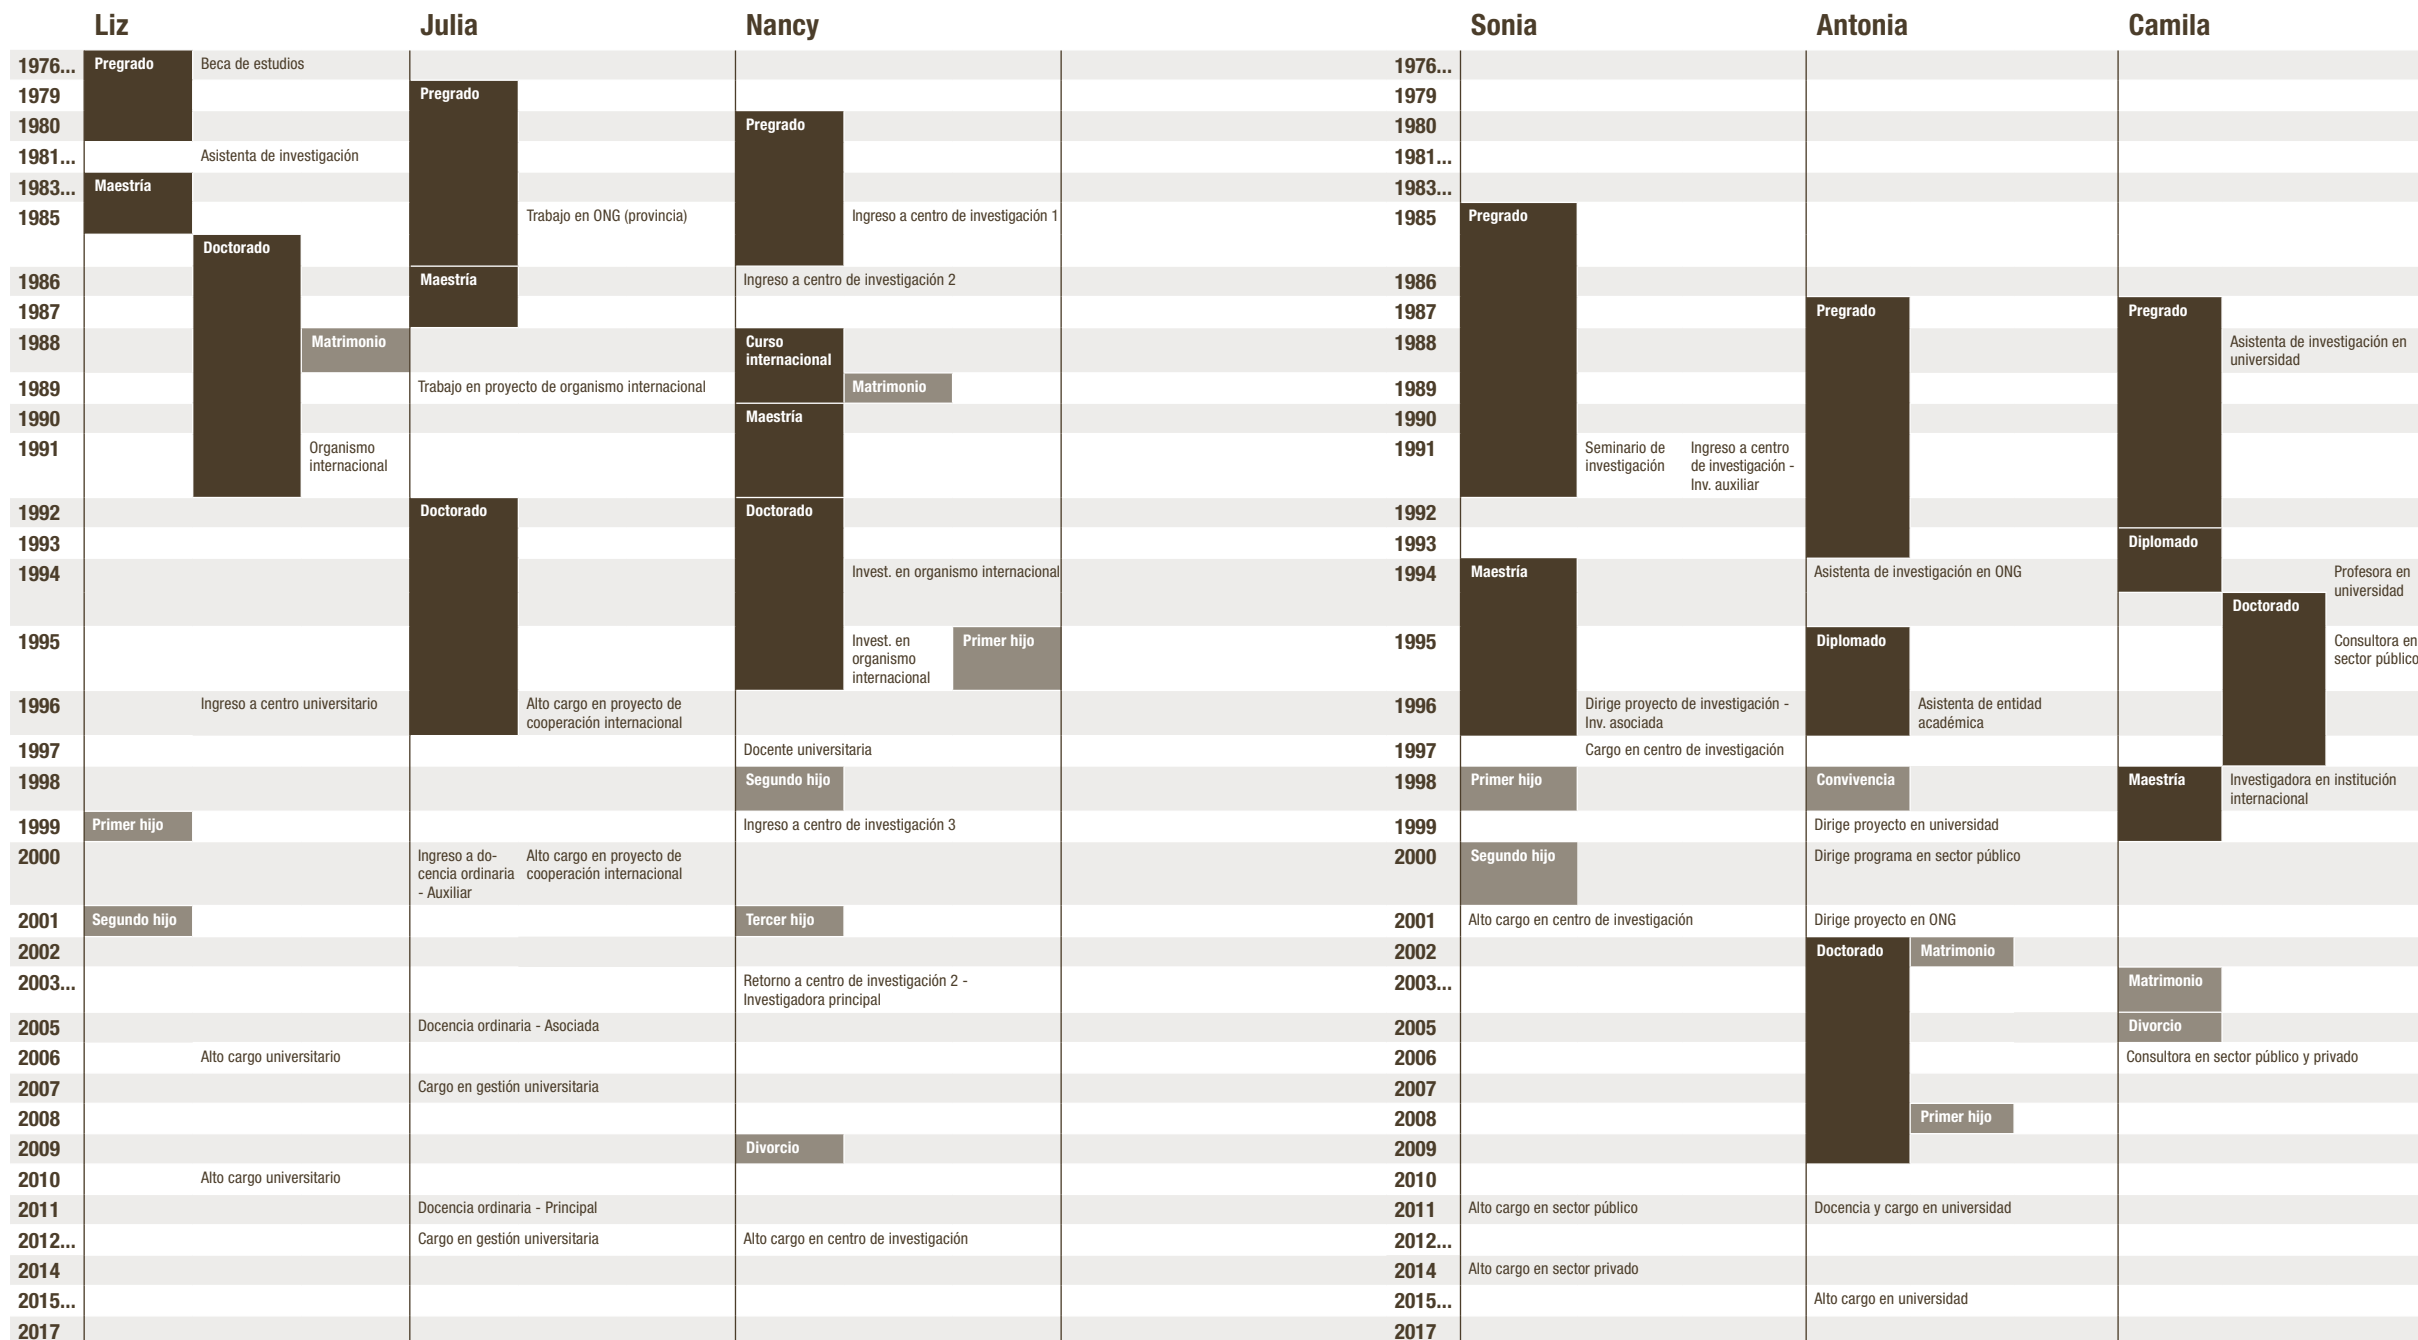 Liz Julia Nancy Sonia Antonia Camila
1976... Pregrado Beca de estudios 1976...
1979 Pregrado 1979
1980 Pregrado 1980
1981... Asistenta de investigación 1981...
1983... Maestría 1983...
1985 Trabajo en ONG (provincia) Ingreso a centro de investigación 1 1985 Pregrado
Doctorado
1986 Maestría Ingreso a centro de investigación 2 1986
1987 1987 Pregrado Pregrado
1988 Matrimonio Curso 1988 Asistenta de investigación en
internacional universidad
1989 Trabajo en proyecto de organismo internacional Matrimonio 1989
1990 Maestría 1990
1991 Organismo 1991 Seminario de Ingreso a centro
internacional investigación de investigación -
Inv. auxiliar
1992 Doctorado Doctorado 1992
1993 1993 Diplomado
1994 Invest. en organismo internacional 1994 Maestría Asistenta de investigación en ONG Profesora en
universidad
Doctorado
1995 Invest. en Primer hijo 1995 Diplomado Consultora en
organismo sector público
internacional
1996 Ingreso a centro universitario Alto cargo en proyecto de 1996 Dirige proyecto de investigación - Asistenta de entidad
cooperación internacional Inv. asociada académica
1997 Docente universitaria 1997 Cargo en centro de investigación
1998 Segundo hijo 1998 Primer hijo Convivencia Maestría Investigadora en institución
internacional
1999 Primer hijo Ingreso a centro de investigación 3 1999 Dirige proyecto en universidad
2000 Ingreso a do- Alto cargo en proyecto de 2000 Segundo hijo Dirige programa en sector público
cencia ordinaria cooperación internacional
- Auxiliar
2001 Segundo hijo Tercer hijo 2001 Alto cargo en centro de investigación Dirige proyecto en ONG
2002 2002 Doctorado Matrimonio
2003... Retorno a centro de investigación 2 - 2003... Matrimonio
Investigadora principal
2005 Docencia ordinaria - Asociada 2005 Divorcio
2006 Alto cargo universitario 2006 Consultora en sector público y privado
2007 Cargo en gestión universitaria 2007
2008 2008 Primer hijo
2009 Divorcio 2009
2010 Alto cargo universitario 2010
2011 Docencia ordinaria - Principal 2011 Alto cargo en sector público Docencia y cargo en universidad
2012... Cargo en gestión universitaria Alto cargo en centro de investigación 2012...
2014 2014 Alto cargo en sector privado
2015... 2015... Alto cargo en universidad
2017 2017